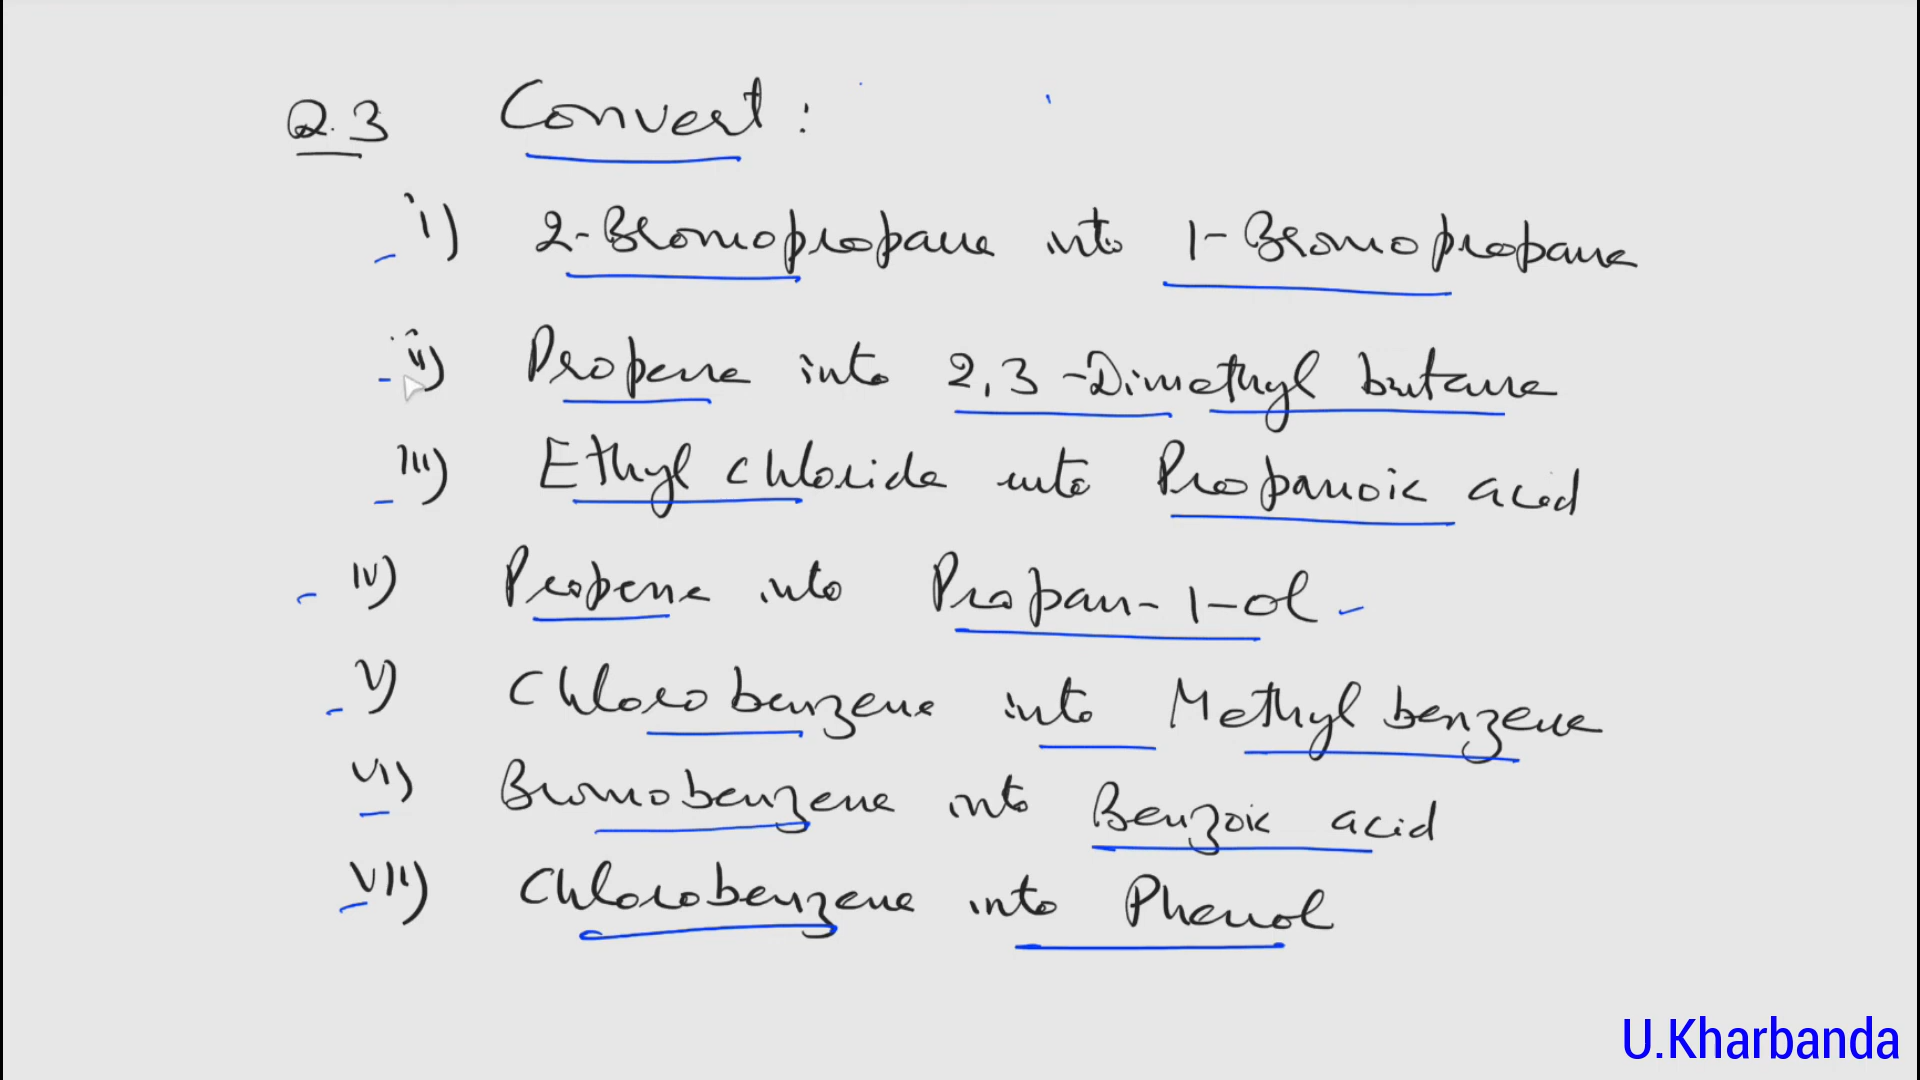 Q.3 Convert:
i) 2-Bromopropane into 1-Bromopropane
ii) Propene into 2,3-Dimethyl butane
iii) Ethyl chloride into Propanoic acid
iv) Propene into Propan-1-ol
v) Chlorobenzene into Methyl benzene
vi) Bromobenzene into Benzoic acid
vii) Chlorobenzene into Phenol
U.Kharbanda